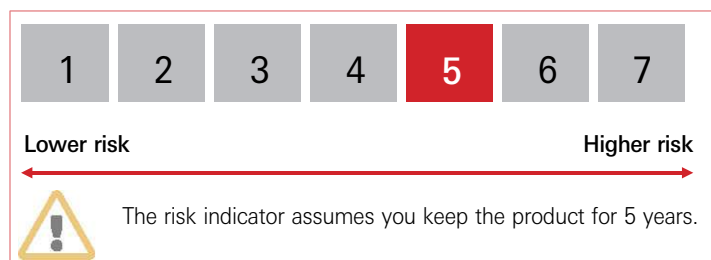 1 2 3 4 5 6 7
Lower risk Higher risk
The risk indicator assumes you keep the product for 5 years.